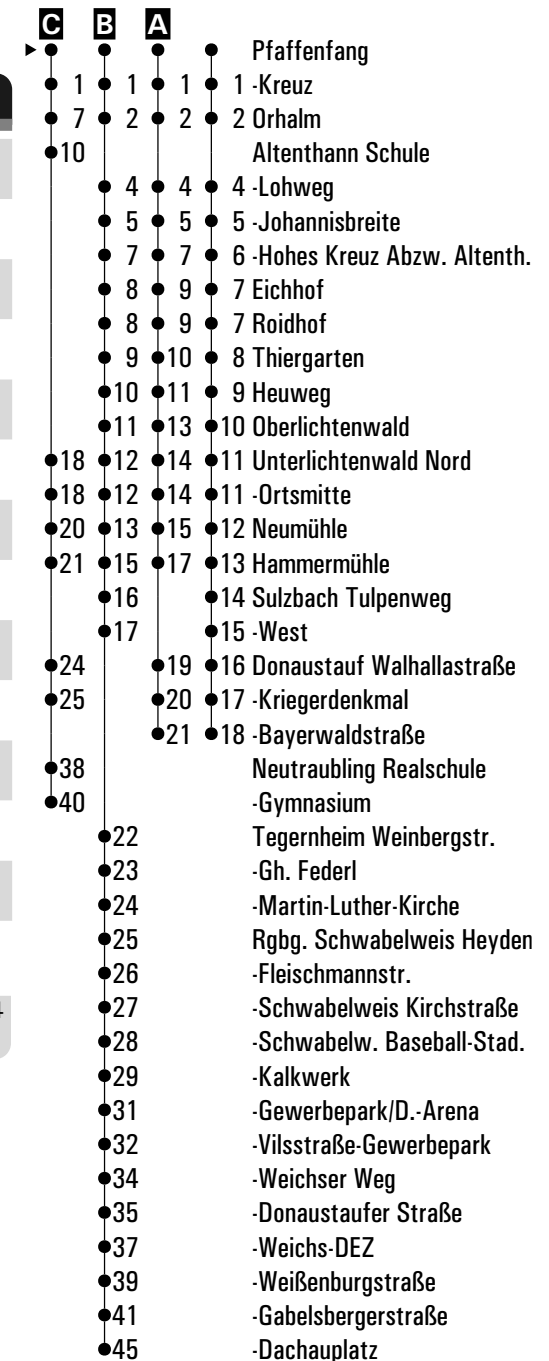 C B A
Pfaffenfang
1 1 1 1 -Kreuz
7 2 2 2 Orhalm
10 Altenthann Schule
4 4 4 -Lohweg
5 5 5 -Johannisbreite
7 7 6 -Hohes Kreuz Abzw. Altenth.
8 9 7 Eichhof
8 9 7 Roidhof
9 10 8 Thiergarten
10 11 9 Heuweg
11 13 10 Oberlichtenwald
18 12 14 11 Unterlichtenwald Nord
18 12 14 11 -Ortsmitte
20 13 15 12 Neumühle
21 15 17 13 Hammermühle
16 14 Sulzbach Tulpenweg
17 15 -West
24 19 16 Donaustauf Walhallastraße
25 20 17 -Kriegerdenkmal
21 18 -Bayerwaldstraße
38 Neutraubling Realschule
40 -Gymnasium
22 Tegernheim Weinbergstr.
23 -Gh. Federl
24 -Martin-Luther-Kirche
25 Rgbg. Schwabelweis Heyden
26 -Fleischmannstr.
27 -Schwabelweis Kirchstraße
28 -Schwabelw. Baseball-Stad.
29 -Kalkwerk
31 -Gewerbepark/D.-Arena
32 -Vilsstraße-Gewerbepark
34 -Weichser Weg
35 -Donaustaufer Straße
37 -Weichs-DEZ
39 -Weißenburgstraße
41 -Gabelsbergerstraße
45 -Dachauplatz